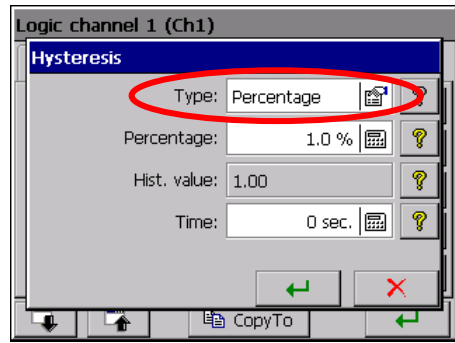 Logic channel 1 (Ch1)
Hysteresis
Type: Percentage ?
Percentage: 1.0 % ?
Hist. value: 1.00 ?
Time: 0 sec. ?
CopyTo